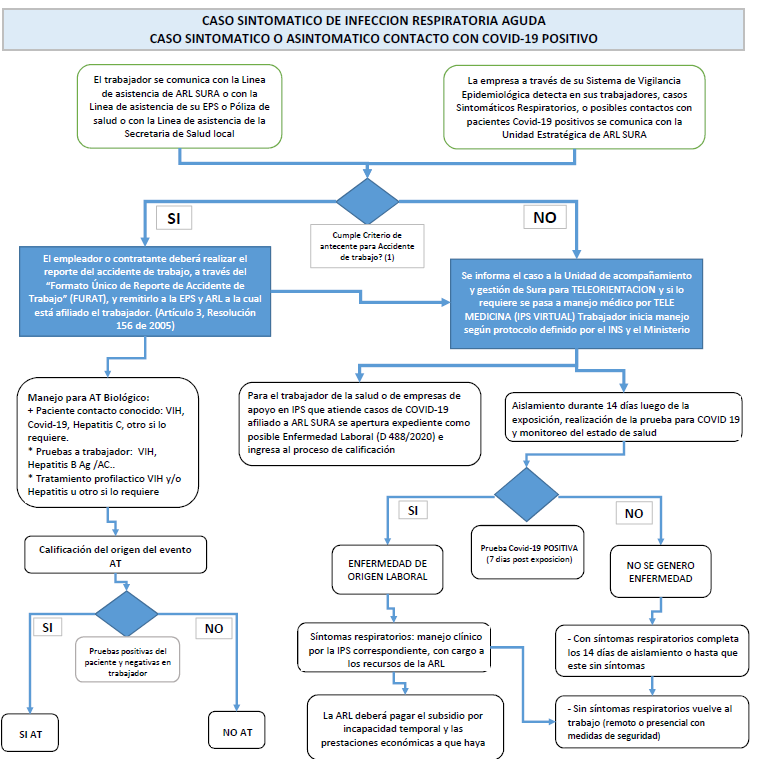 CASO SINTOMATICO DE INFECCION RESPIRATORIA AGUDA
CASO SINTOMATICO O ASINTOMATICO CONTACTO CON COVID-19 POSITIVO
El trabajador se comunica con la Linea
de asistencia de ARL SURA o con la
Linea de asistencia de su EPS o Póliza de
salud o con la Linea de asistencia de la
Secretaria de Salud local
La empresa a través de su Sistema de Vigilancia
Epidemiológica detecta en sus trabajadores, casos
Sintomáticos Respiratorios, o posibles contactos con
pacientes Covid-19 positivos se comunica con la
Unidad Estratégica de ARL SURA
SI
NO
Cumple Criterio de
antecente para Accidente
de trabajo? (1)
El empleador o contratante deberá realizar el
reporte del accidente de trabajo, a través del
“Formato Único de Reporte de Accidente de
Trabajo” (FURAT), y remitirlo a la EPS y ARL a la cual
está afiliado el trabajador. (Artículo 3, Resolución
156 de 2005)
Se informa el caso a la Unidad de acompañamiento
y gestión de Sura para TELEORIENTACION y si lo
requiere se pasa a manejo médico por TELE
MEDICINA (IPS VIRTUAL) Trabajador inicia manejo
según protocolo definido por el INS y el Ministerio
Manejo para AT Biológico:
+ Paciente contacto conocido: VIH,
Covid-19, Hepatitis C, otro si lo
requiere.
* Pruebas a trabajador: VIH,
Hepatitis B Ag /AC..
* Tratamiento profilactico VIH y/o
Hepatitis u otro si lo requiere
Para el trabajador de la salud o de empresas de
apoyo en IPS que atiende casos de COVID-19
afiliado a ARL SURA se apertura expediente como
posible Enfermedad Laboral (D 488/2020) e
ingresa al proceso de calificación
Aislamiento durante 14 días luego de la
exposición, realización de la prueba para COVID 19
y monitoreo del estado de salud
SI
NO
Prueba Covid-19 POSITIVA
(7 dias post exposicion)
Calificación del origen del evento
AT
ENFERMEDAD DE
ORIGEN LABORAL
NO SE GENERO
ENFERMEDAD
SI
NO
Pruebas positivas del
paciente y negativas en
trabajador
Síntomas respiratorios: manejo clínico
por la IPS correspondiente, con cargo a
a los recursos de la ARL
- Con síntomas respiratorios completa
los 14 días de aislamiento o hasta que
este sin síntomas
SI AT
NO AT
La ARL deberá pagar el subsidio por
incapacidad temporal y las
prestaciones económicas a que haya
- Sin síntomas respiratorios vuelve al
trabajo (remoto o presencial con
medidas de seguridad)